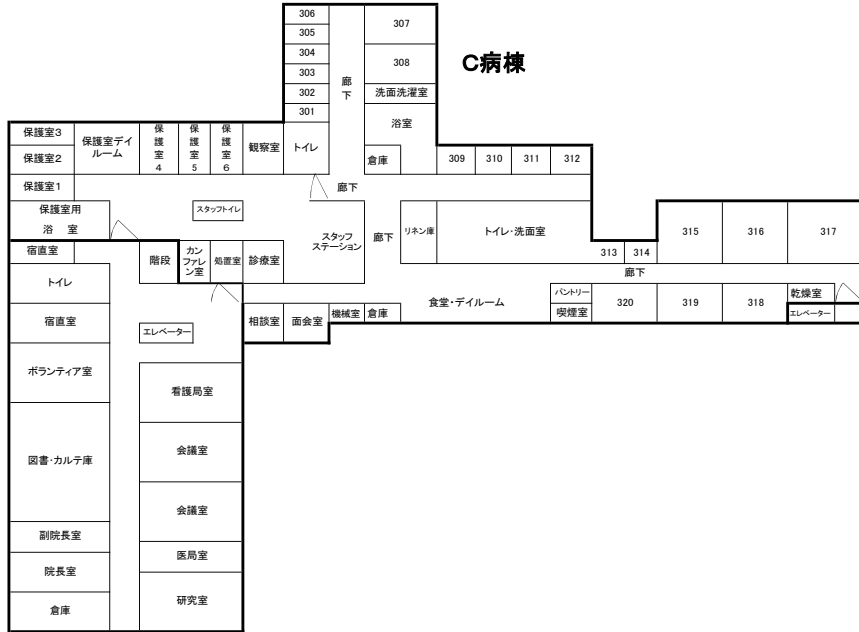 306
305
304
303
302
301
307
308
廊下
洗面洗濯室
浴室
倉庫
C病棟
保護室3
保護室2
保護室1
保護室デイ
ルーム
保護室4
保護室5
保護室6
観察室
トイレ
309
310
311
312
廊下
保護室用
浴 室
スタッフトイレ
スタッフ
ステーション
廊下
リネン庫
トイレ・洗面室
313
314
315
316
317
宿直室
階段
カン
ファレ
ン室
処置室
診療室
廊下
トイレ
宿直室
エレベーター
相談室
面会室
機械室
倉庫
食堂・デイルーム
パントリー
喫煙室
320
319
318
乾燥室
エレベーター
ボランティア室
看護局室
図書・カルテ庫
会議室
会議室
副院長室
医局室
院長室
研究室
倉庫